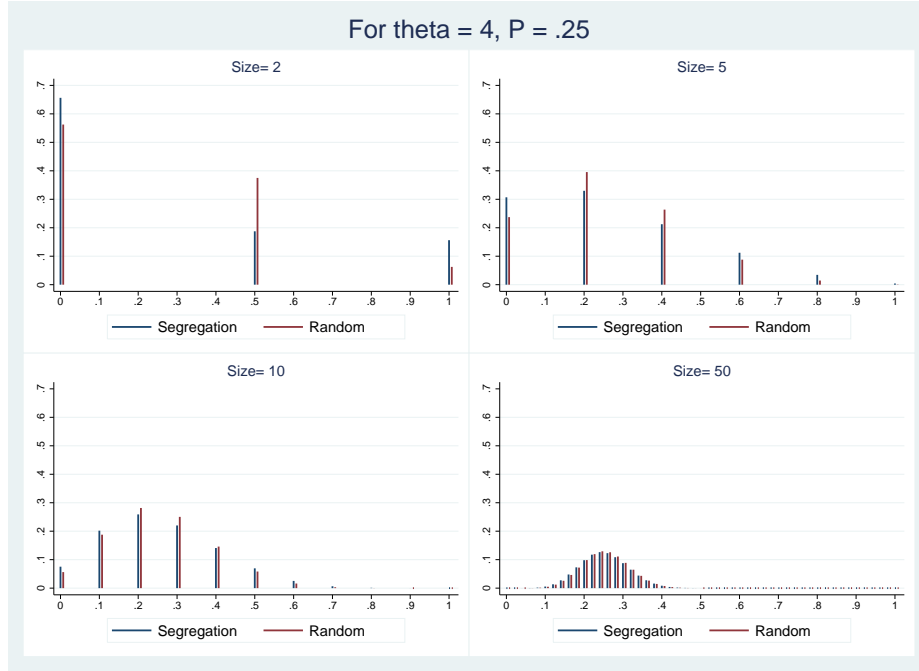 For theta = 4, P = .25
Size= 2
.7
.6
.5
.4
.3
.2
.1
0
0 .1 .2 .3 .4 .5 .6 .7 .8 .9 1
Segregation Random
Size= 5
.7
.6
.5
.4
.3
.2
.1
0
0 .1 .2 .3 .4 .5 .6 .7 .8 .9 1
Segregation Random
Size= 10
.7
.6
.5
.4
.3
.2
.1
0
0 .1 .2 .3 .4 .5 .6 .7 .8 .9 1
Segregation Random
Size= 50
.7
.6
.5
.4
.3
.2
.1
0
0 .1 .2 .3 .4 .5 .6 .7 .8 .9 1
Segregation Random